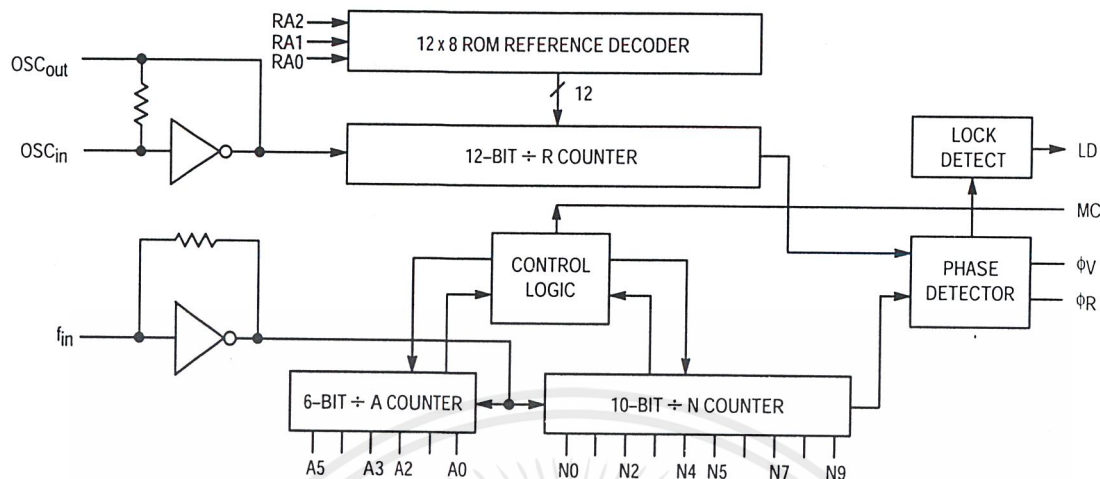 RA2
RA1
RA0
12 x 8 ROM REFERENCE DECODER
OSCout
12
OSCin
12–BIT ÷ R COUNTER
LOCK
DETECT
LD
MC
CONTROL
LOGIC
PHASE
DETECTOR
ϕV
ϕR
fin
6–BIT ÷ A COUNTER
10–BIT ÷ N COUNTER
A5 A3 A2 A0 N0 N2 N4 N5 N7 N9